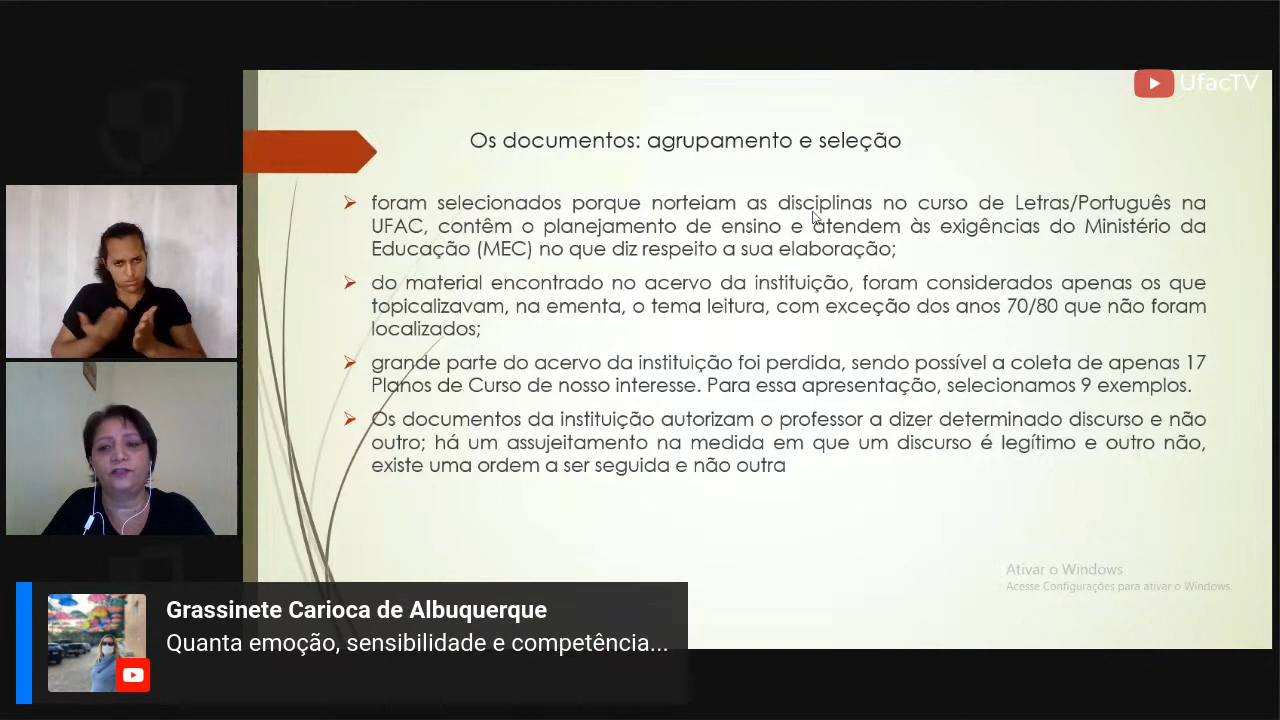 UfacTV
Os documentos: agrupamento e seleção
foram selecionados porque norteiam as disciplinas no curso de Letras/Português na
UFAC, contêm o planejamento de ensino e atendem às exigências do Ministério da
Educação (MEC) no que diz respeito a sua elaboração;
do material encontrado no acervo da instituição, foram considerados apenas os que
topicalizavam, na ementa, o tema leitura, com exceção dos anos 70/80 que não foram
localizados;
grande parte do acervo da instituição foi perdida, sendo possível a coleta de apenas 17
Planos de Curso de nosso interesse. Para essa apresentação, selecionamos 9 exemplos.
Os documentos da instituição autorizam o professor a dizer determinado discurso e não
outro; há um assujeitamento na medida em que um discurso é legítimo e outro não,
existe uma ordem a ser seguida e não outra
Ativar o Windows
Acesse Configurações para ativar o Windows.
Grassinete Carioca de Albuquerque
Quanta emoção, sensibilidade e competência...